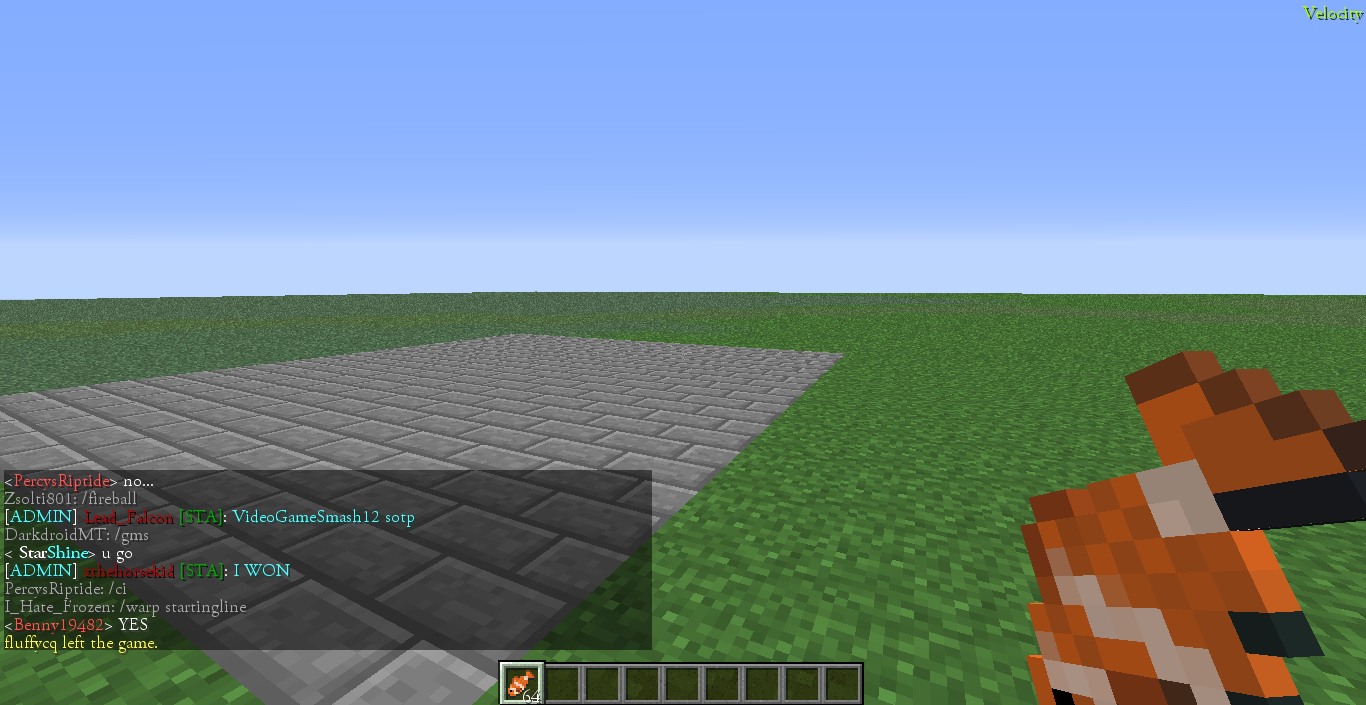 Velocity
<PercysRiptide> no...
Zsolti801: /fireball
[ADMIN] Lead_Falcon [STA]: VideoGameSmash12 sotp
DarkdroidMT: /gms
< StarShine> u go
[ADMIN] [STA]: I WON
PercysRiptide: /ci
I_Hate_Frozen: /warp startingline
<Benny19482> YES
fluffycq left the game.
64